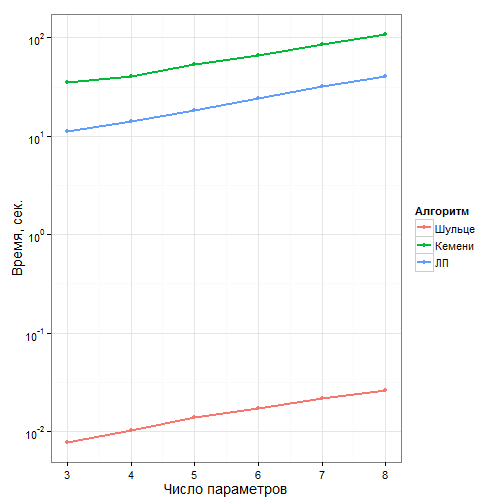 Время, сек.
10²
10¹
10⁰
10⁻¹
10⁻²
3 4 5 6 7 8
Число параметров
Алгоритм
Шульце
Кемени
ЛП